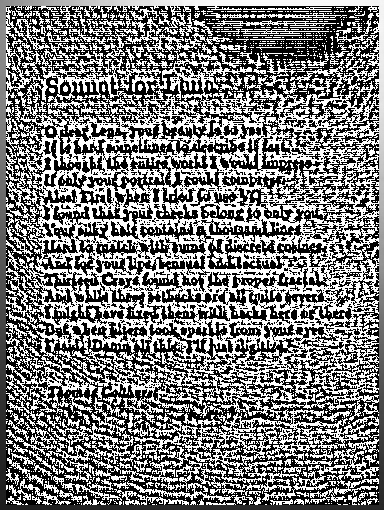 Sonnet for Lena
O dear Lena, your beauty is so vast
It is hard sometimes to describe it fast.
I thought the entire world I would impress
If only your portrait I could compress.
Alas! First when I tried to use VQ
I found that your cheeks belong to only you.
Your silky hair contains a thousand lines
Hard to match with sums of discrete cosines.
And for your lips, sensual and tactual
Thirteen Crays found not the proper fractal.
And while these setbacks are all quite severe
I might have fixed them with hacks here or there
But when filters took sparkle from your eyes
I said, 'Damn all this. I'll just digitize.'
Thomas Colthurst